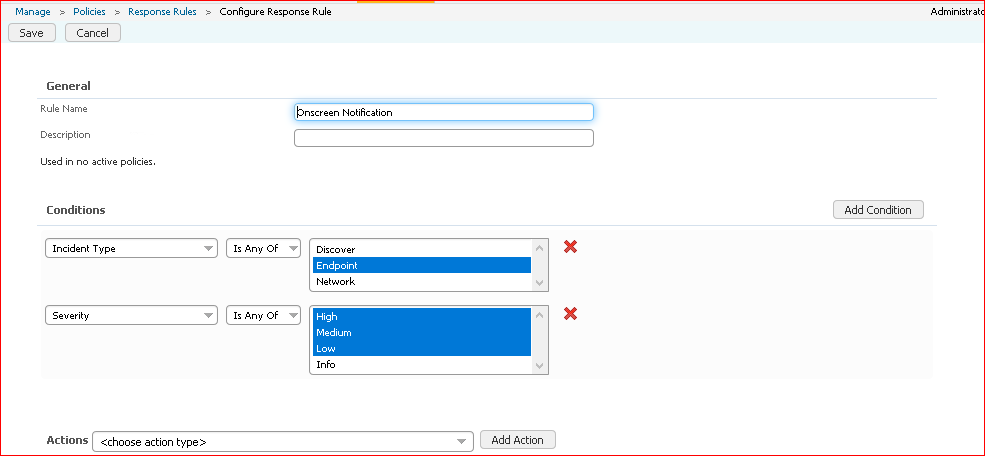 Manage > Policies > Response Rules > Configure Response Rule
Save Cancel
General
Rule Name Onscreen Notification
Description
Used in no active policies.
Conditions Add Condition
Incident Type Is Any Of Discover
Endpoint
Network
Severity Is Any Of High
Medium
Low
Info
Actions <choose action type> Add Action